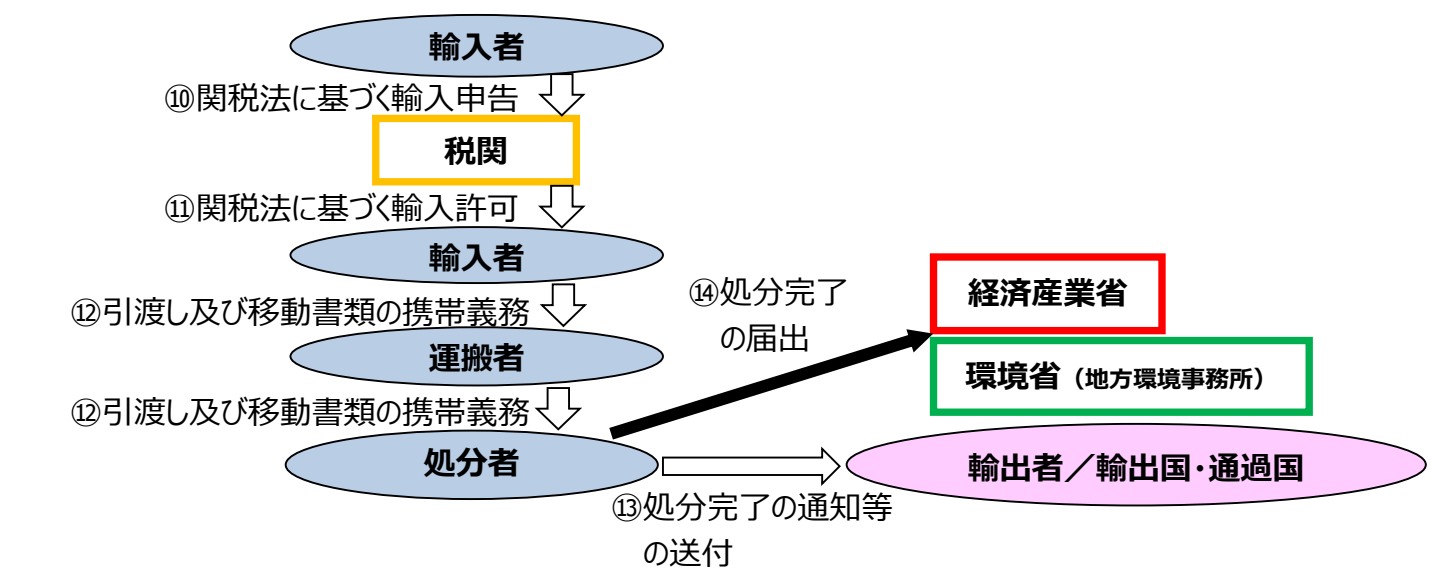 輸入者
⑩関税法に基づく輸入申告
税関
⑪関税法に基づく輸入許可
輸入者
⑫引渡し及び移動書類の携帯義務
運搬者
⑫引渡し及び移動書類の携帯義務
処分者
⑭処分完了
の届出
経済産業省
環境省（地方環境事務所）
輸出者／輸出国・通過国
⑬処分完了の通知等
の送付